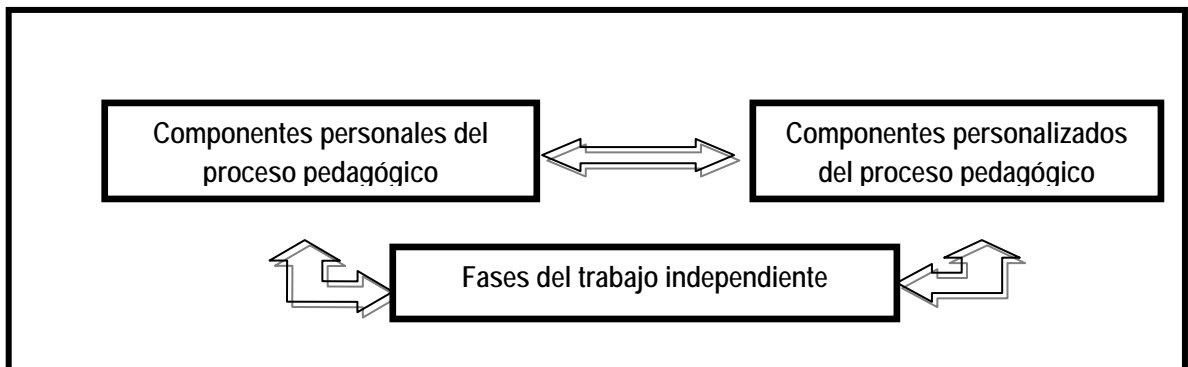 Componentes personales del
proceso pedagógico
Componentes personalizados
del proceso pedagógico
Fases del trabajo independiente